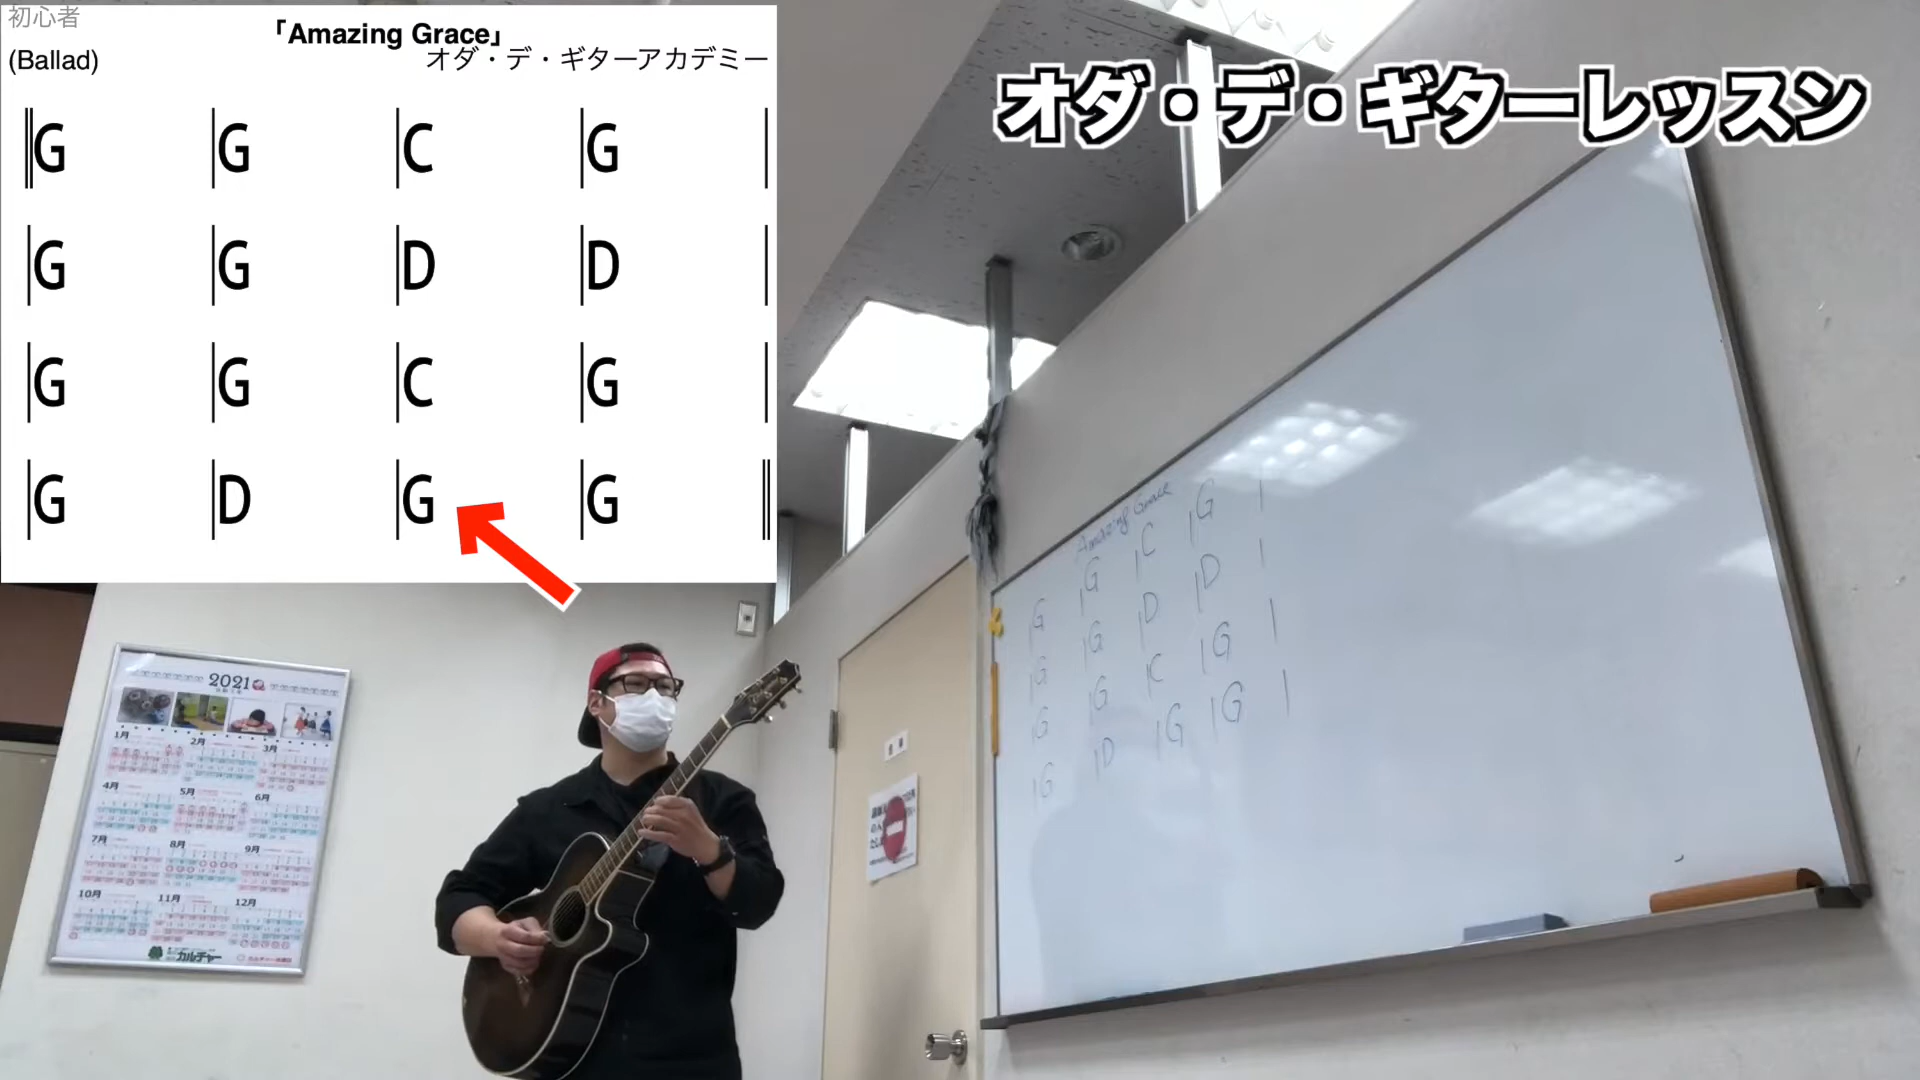 初心者
「Amazing Grace」
(Ballad)
オダ・デ・ギターアカデミー
G G C G
G G D D
G G C G
G D G G
オダ・デ・ギターレッスン
Amazing Grace
G G C G
G G D D
G G C G
G D G G
2021
1月 2月 3月
4月 5月 6月
7月 8月 9月
10月 11月 12月
カルチャー